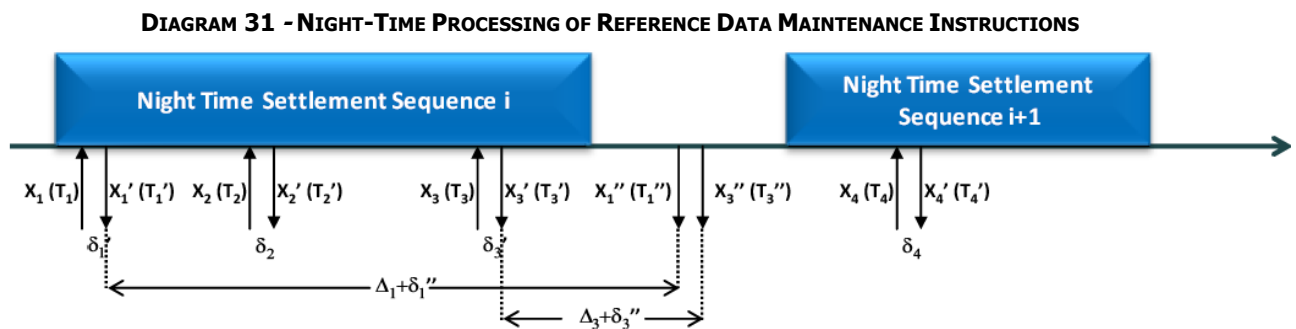 DIAGRAM 31 - NIGHT-TIME PROCESSING OF REFERENCE DATA MAINTENANCE INSTRUCTIONS
Night Time Settlement Sequence i
Night Time Settlement
Sequence i+1
X₁ (T₁) X₁' (T₁') X₂ (T₂) X₂' (T₂') X₃ (T₃) X₃' (T₃') X₁'' (T₁'') X₃'' (T₃'') X₄ (T₄) X₄' (T₄')
δ₁' δ₂ δ₃' δ₄
Δ₁+δ₁''
Δ₃+δ₃''